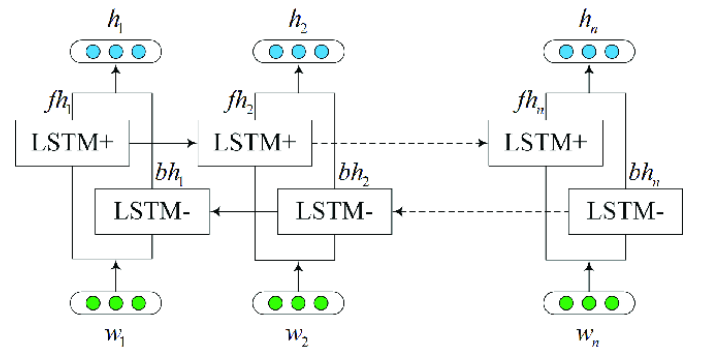 h₁ h₂ hₙ
fh₁ fh₂ fhₙ
LSTM+ LSTM+ LSTM+
bh₁ bh₂ bhₙ
LSTM- LSTM- LSTM-
w₁ w₂ wₙ